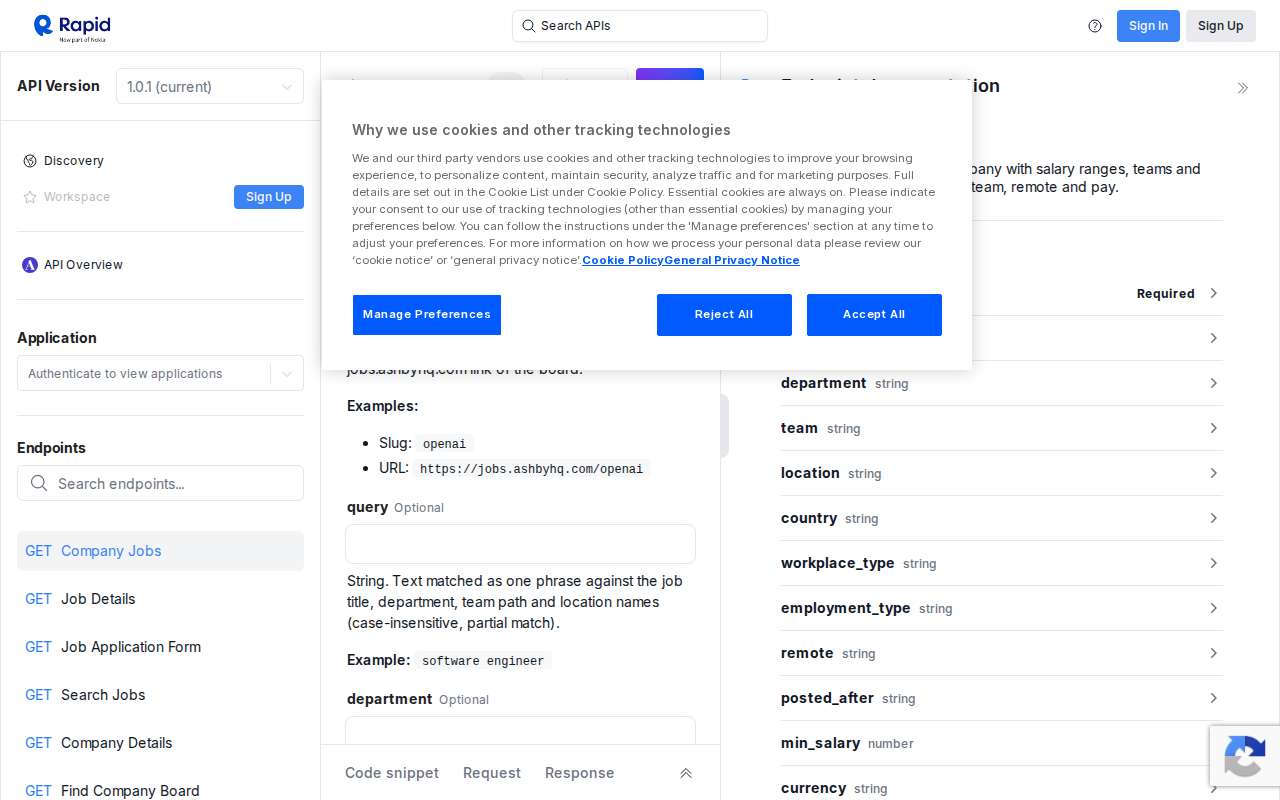 Rapid
Now part of Nokia
Search APIs
Sign In
Sign Up
API Version
1.0.1 (current)
Discovery
Workspace
Sign Up
API Overview
Application
Authenticate to view applications
Endpoints
Search endpoints...
GET Company Jobs
GET Job Details
GET Job Application Form
GET Search Jobs
GET Company Details
GET Find Company Board
Why we use cookies and other tracking technologies
We and our third party vendors use cookies and other tracking technologies to improve your browsing
experience, to personalize content, maintain security, analyze traffic and for marketing purposes. Full
details are set out in the Cookie List under Cookie Policy. Essential cookies are always on. Please indicate
your consent to our use of tracking technologies (other than essential cookies) by managing your
preferences below. You can follow the instructions under the 'Manage preferences' section at any time to
adjust your preferences. For more information on how we process your personal data please review our
‘cookie notice’ or ‘general privacy notice’.Cookie PolicyGeneral Privacy Notice
Manage Preferences
Reject All
Accept All
jobs.ashbyhq.com link of the board.
Examples:
• Slug: openai
• URL: https://jobs.ashbyhq.com/openai
query Optional
String. Text matched as one phrase against the job
title, department, team path and location names
(case-insensitive, partial match).
Example: software engineer
department Optional
Code snippet
Request
Response
with salary ranges, teams and
team, remote and pay.
Required
department string
team string
location string
country string
workplace_type string
employment_type string
remote string
posted_after string
min_salary number
currency string